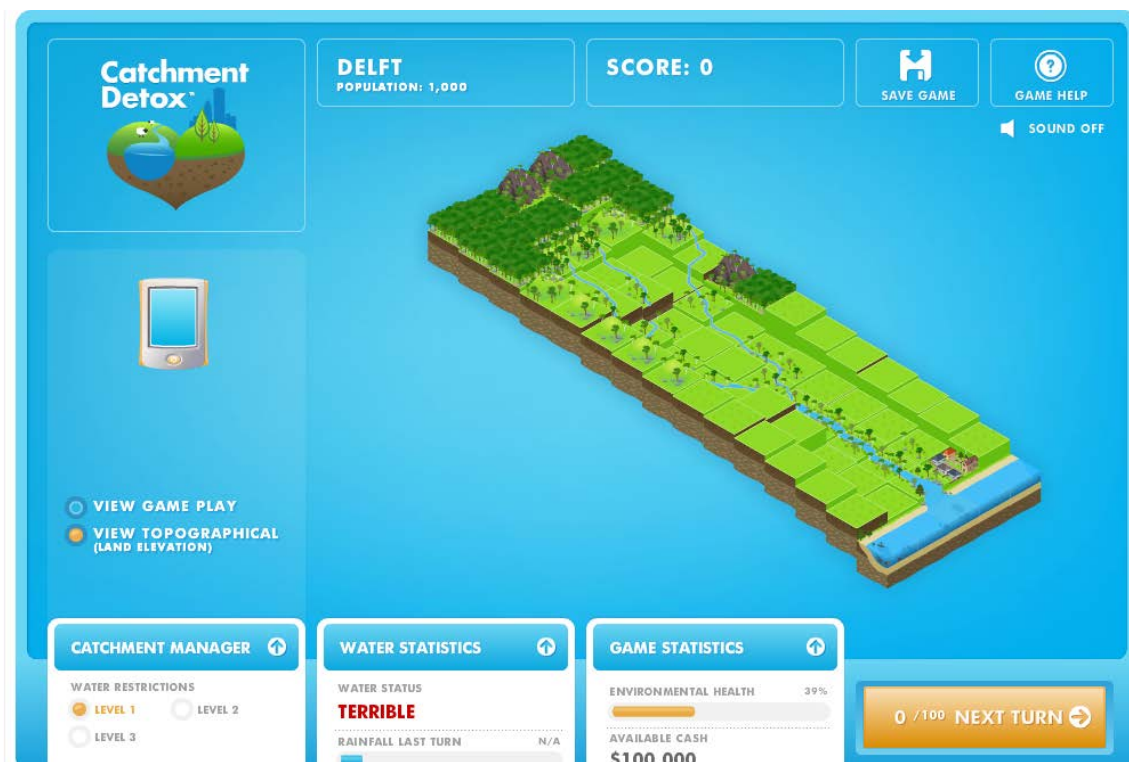 Catchment
Detox™
DELFT
POPULATION: 1,000
SCORE: 0
SAVE GAME
GAME HELP
SOUND OFF
VIEW GAME PLAY
VIEW TOPOGRAPHICAL
(LAND ELEVATION)
CATCHMENT MANAGER
WATER RESTRICTIONS
LEVEL 1
LEVEL 2
LEVEL 3
WATER STATISTICS
WATER STATUS
TERRIBLE
RAINFALL LAST TURN N/A
GAME STATISTICS
ENVIRONMENTAL HEALTH 39%
AVAILABLE CASH
$100,000
0 /100 NEXT TURN